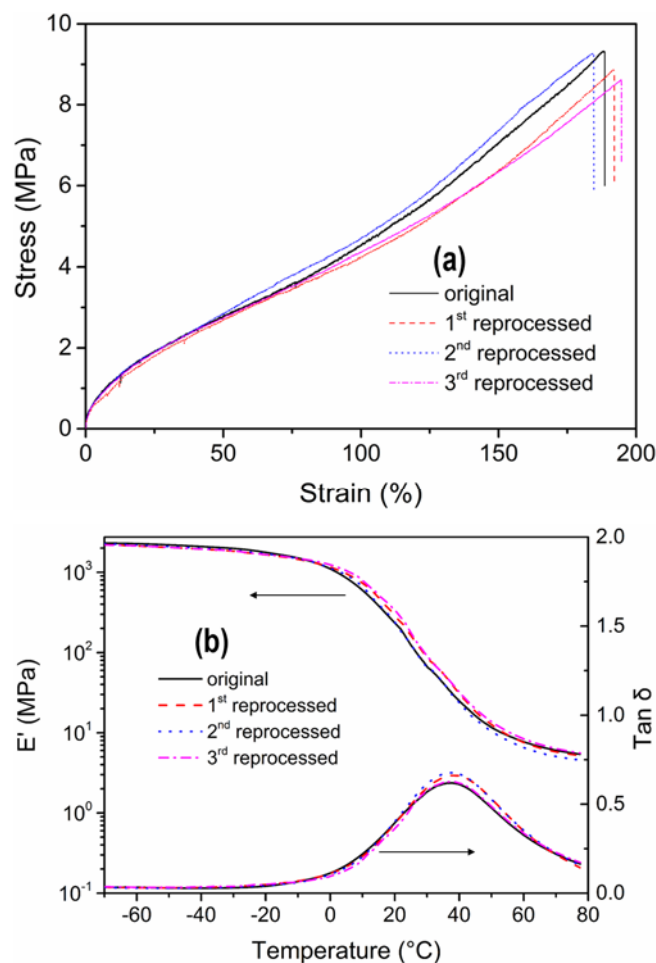 10
8
6
4
2
0
Stress (MPa)
(a)
original
1st reprocessed
2nd reprocessed
3rd reprocessed
0 50 100 150 200
Strain (%)
10³
10²
10¹
10⁰
10⁻¹
E' (MPa)
2.0
1.5
1.0
0.5
0.0
Tan δ
(b)
original
1st reprocessed
2nd reprocessed
3rd reprocessed
-60 -40 -20 0 20 40 60 80
Temperature (°C)